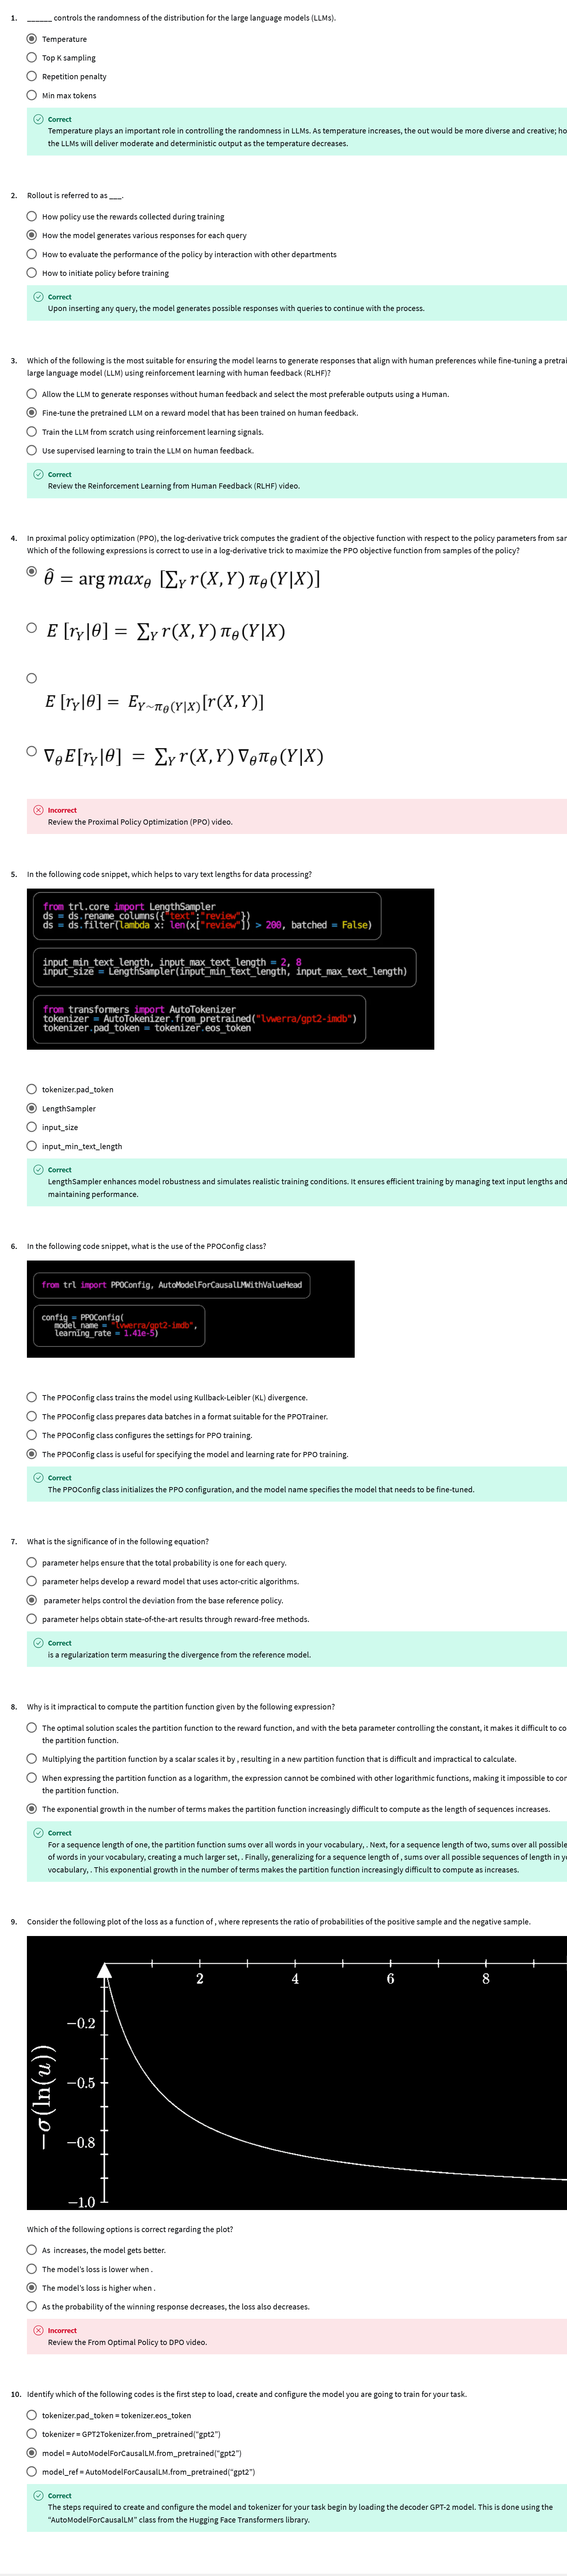 1. ______ controls the randomness of the distribution for the large language models (LLMs).
Temperature
Top K sampling
Repetition penalty
Min max tokens
Correct
Temperature plays an important role in controlling the randomness in LLMs. As temperature increases, the out would be more diverse and creative; ho
the LLMs will deliver moderate and deterministic output as the temperature decreases.
2. Rollout is referred to as ___.
How policy use the rewards collected during training
How the model generates various responses for each query
How to evaluate the performance of the policy by interaction with other departments
How to initiate policy before training
Correct
Upon inserting any query, the model generates possible responses with queries to continue with the process.
3. Which of the following is the most suitable for ensuring the model learns to generate responses that align with human preferences while fine-tuning a pretrai
large language model (LLM) using reinforcement learning with human feedback (RLHF)?
Allow the LLM to generate responses without human feedback and select the most preferable outputs using a Human.
Fine-tune the pretrained LLM on a reward model that has been trained on human feedback.
Train the LLM from scratch using reinforcement learning signals.
Use supervised learning to train the LLM on human feedback.
Correct
Review the Reinforcement Learning from Human Feedback (RLHF) video.
4. In proximal policy optimization (PPO), the log-derivative trick computes the gradient of the objective function with respect to the policy parameters from sam
Which of the following expressions is correct to use in a log-derivative trick to maximize the PPO objective function from samples of the policy?
θ̂ = arg max_θ [∑_Y r(X, Y) π_θ(Y|X)]
E [r_Y|θ] = ∑_Y r(X, Y) π_θ(Y|X)
E [r_Y|θ] = E_{Y~π_θ(Y|X)}[r(X, Y)]
∇_θ E[r_Y|θ] = ∑_Y r(X, Y) ∇_θ π_θ(Y|X)
Incorrect
Review the Proximal Policy Optimization (PPO) video.
5. In the following code snippet, which helps to vary text lengths for data processing?
from trl.core import LengthSampler
ds = ds.rename_columns({"text":"review"})
ds = ds.filter(lambda x: len(x["review"]) > 200, batched = False)
input_min_text_length, input_max_text_length = 2, 8
input_size = LengthSampler(input_min_text_length, input_max_text_length)
from transformers import AutoTokenizer
tokenizer = AutoTokenizer.from_pretrained("lvwerra/gpt2-imdb")
tokenizer.pad_token = tokenizer.eos_token
tokenizer.pad_token
LengthSampler
input_size
input_min_text_length
Correct
LengthSampler enhances model robustness and simulates realistic training conditions. It ensures efficient training by managing text input lengths and
maintaining performance.
6. In the following code snippet, what is the use of the PPOConfig class?
from trl import PPOConfig, AutoModelForCausalLMWithValueHead
config = PPOConfig(
model_name = "lvwerra/gpt2-imdb",
learning_rate = 1.41e-5)
The PPOConfig class trains the model using Kullback-Leibler (KL) divergence.
The PPOConfig class prepares data batches in a format suitable for the PPOTrainer.
The PPOConfig class configures the settings for PPO training.
The PPOConfig class is useful for specifying the model and learning rate for PPO training.
Correct
The PPOConfig class initializes the PPO configuration, and the model name specifies the model that needs to be fine-tuned.
7. What is the significance of in the following equation?
parameter helps ensure that the total probability is one for each query.
parameter helps develop a reward model that uses actor-critic algorithms.
parameter helps control the deviation from the base reference policy.
parameter helps obtain state-of-the-art results through reward-free methods.
Correct
is a regularization term measuring the divergence from the reference model.
8. Why is it impractical to compute the partition function given by the following expression?
The optimal solution scales the partition function to the reward function, and with the beta parameter controlling the constant, it makes it difficult to co
the partition function.
Multiplying the partition function by a scalar scales it by , resulting in a new partition function that is difficult and impractical to calculate.
When expressing the partition function as a logarithm, the expression cannot be combined with other logarithmic functions, making it impossible to com
the partition function.
The exponential growth in the number of terms makes the partition function increasingly difficult to compute as the length of sequences increases.
Correct
For a sequence length of one, the partition function sums over all words in your vocabulary, . Next, for a sequence length of two, sums over all possible
of words in your vocabulary, creating a much larger set, . Finally, generalizing for a sequence length of , sums over all possible sequences of length in yo
vocabulary, . This exponential growth in the number of terms makes the partition function increasingly difficult to compute as increases.
9. Consider the following plot of the loss as a function of , where represents the ratio of probabilities of the positive sample and the negative sample.
2 4 6 8
−0.2
−0.5
−0.8
−1.0
−σ(ln(u))
Which of the following options is correct regarding the plot?
As increases, the model gets better.
The model's loss is lower when .
The model's loss is higher when .
As the probability of the winning response decreases, the loss also decreases.
Incorrect
Review the From Optimal Policy to DPO video.
10. Identify which of the following codes is the first step to load, create and configure the model you are going to train for your task.
tokenizer.pad_token = tokenizer.eos_token
tokenizer = GPT2Tokenizer.from_pretrained("gpt2")
model = AutoModelForCausalLM.from_pretrained("gpt2")
model_ref = AutoModelForCausalLM.from_pretrained("gpt2")
Correct
The steps required to create and configure the model and tokenizer for your task begin by loading the decoder GPT-2 model. This is done using the
"AutoModelForCausalLM" class from the Hugging Face Transformers library.